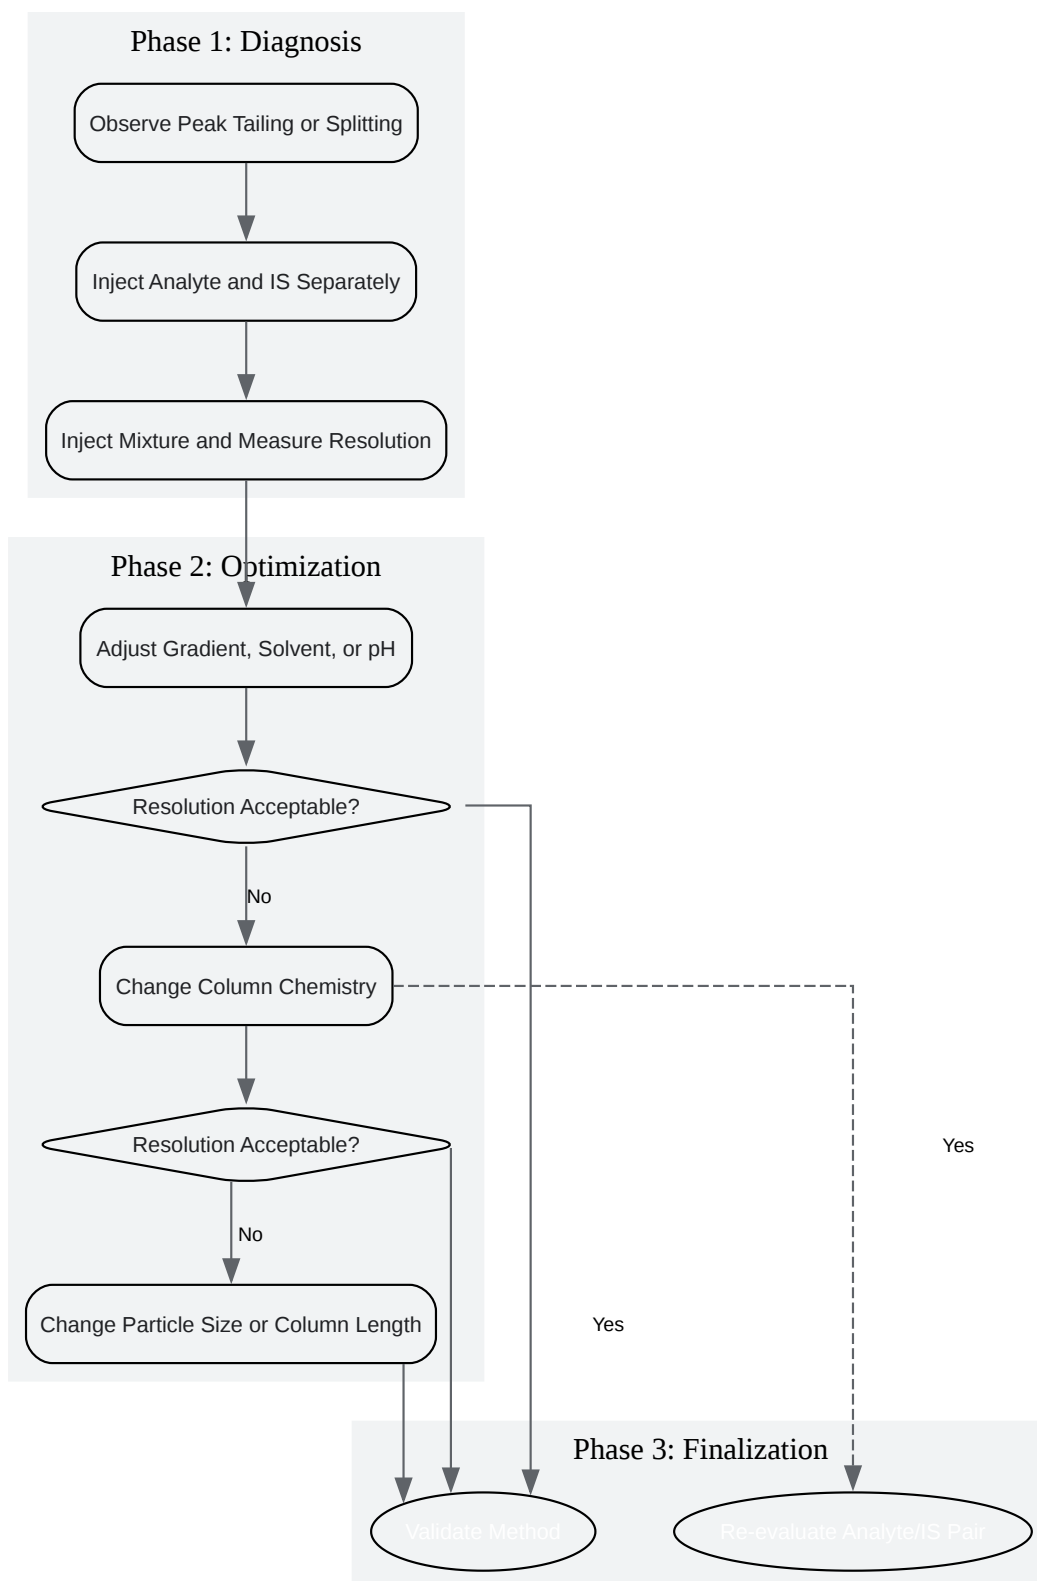 Phase 1: Diagnosis
Observe Peak Tailing or Splitting
Inject Analyte and IS Separately
Inject Mixture and Measure Resolution
Phase 2: Optimization
Adjust Gradient, Solvent, or pH
Resolution Acceptable?
No
Change Column Chemistry
Resolution Acceptable?
Yes
No
Change Particle Size or Column Length
Yes
Phase 3: Finalization
Validate Method
Re-evaluate Analyte/IS Pair